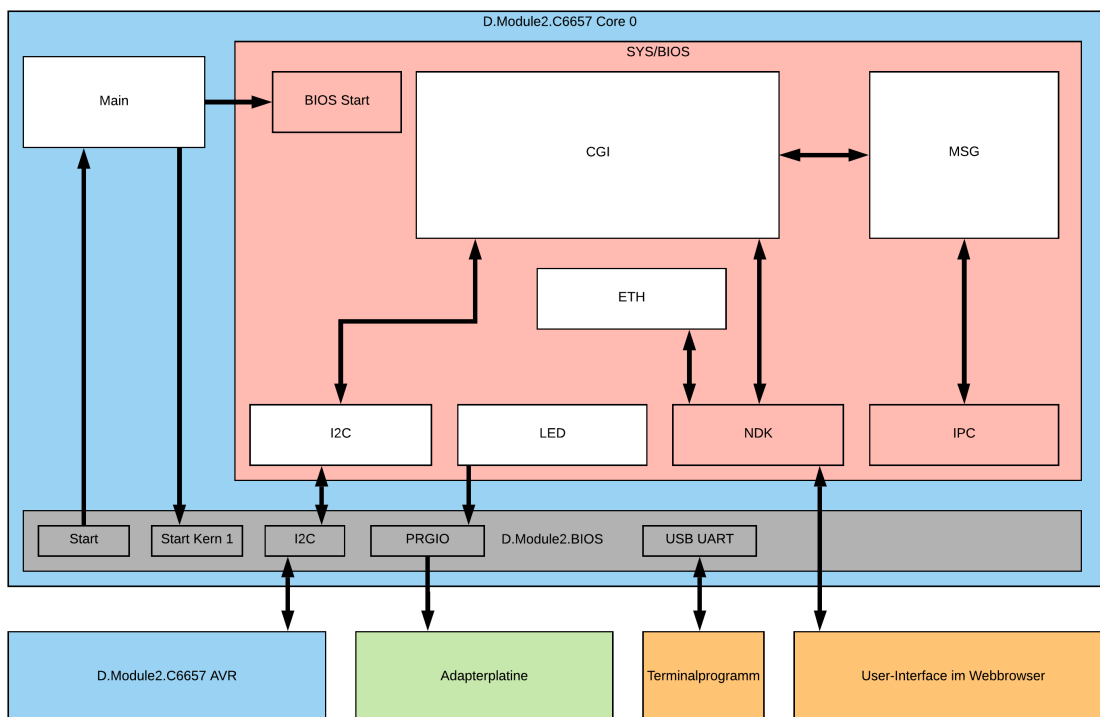 D.Module2.C6657 Core 0
SYS/BIOS
Main
BIOS Start
CGI
MSG
ETH
I2C
LED
NDK
IPC
Start
Start Kern 1
I2C
PRGIO
D.Module2.BIOS
USB UART
D.Module2.C6657 AVR
Adapterplatine
Terminalprogramm
User-Interface im Webbrowser